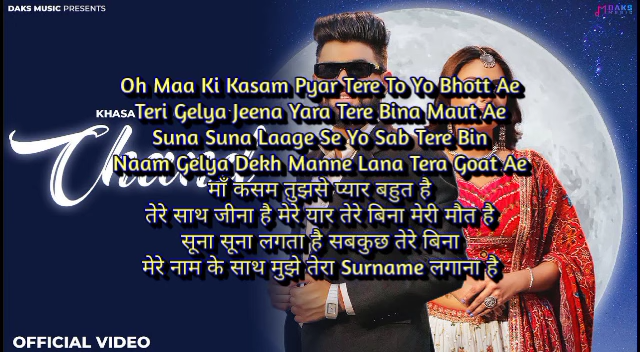 DAKS MUSIC PRESENTS
DAKS
MUSIC
Oh Maa Ki Kasam Pyar Tere To Yo Bhott Ae
KHASA
Teri Gelya Jeena Yara Tere Bina Maut Ae
Suna Suna Laage Se Yo Sab Tere Bin
Naam Gelya Dekh Manne Lana Tera Goat Ae
माँ कसम तुझसे प्यार बहुत है
तेरे साथ जीना है मेरे यार तेरे बिना मेरी मौत है
सूना सूना लगता है सबकुछ तेरे बिना
मेरे नाम के साथ मुझे तेरा Surname लगाना है
OFFICIAL VIDEO